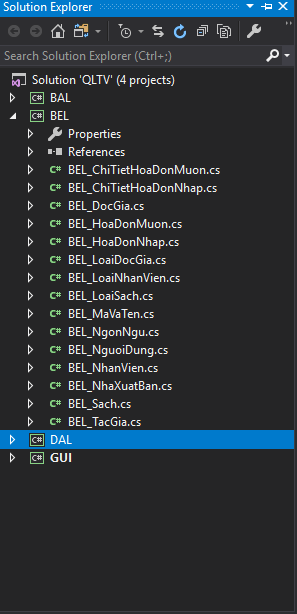 Solution Explorer
Search Solution Explorer (Ctrl+;)
Solution 'QLTV' (4 projects)
C# BAL
C# BEL
Properties
References
C# BEL_ChiTietHoaDonMuon.cs
C# BEL_ChiTietHoaDonNhap.cs
C# BEL_DocGia.cs
C# BEL_HoaDonMuon.cs
C# BEL_HoaDonNhap.cs
C# BEL_LoaiDocGia.cs
C# BEL_LoaiNhanVien.cs
C# BEL_LoaiSach.cs
C# BEL_MaVaTen.cs
C# BEL_NgonNgu.cs
C# BEL_NguoiDung.cs
C# BEL_NhanVien.cs
C# BEL_NhaXuatBan.cs
C# BEL_Sach.cs
C# BEL_TacGia.cs
C# DAL
C# GUI